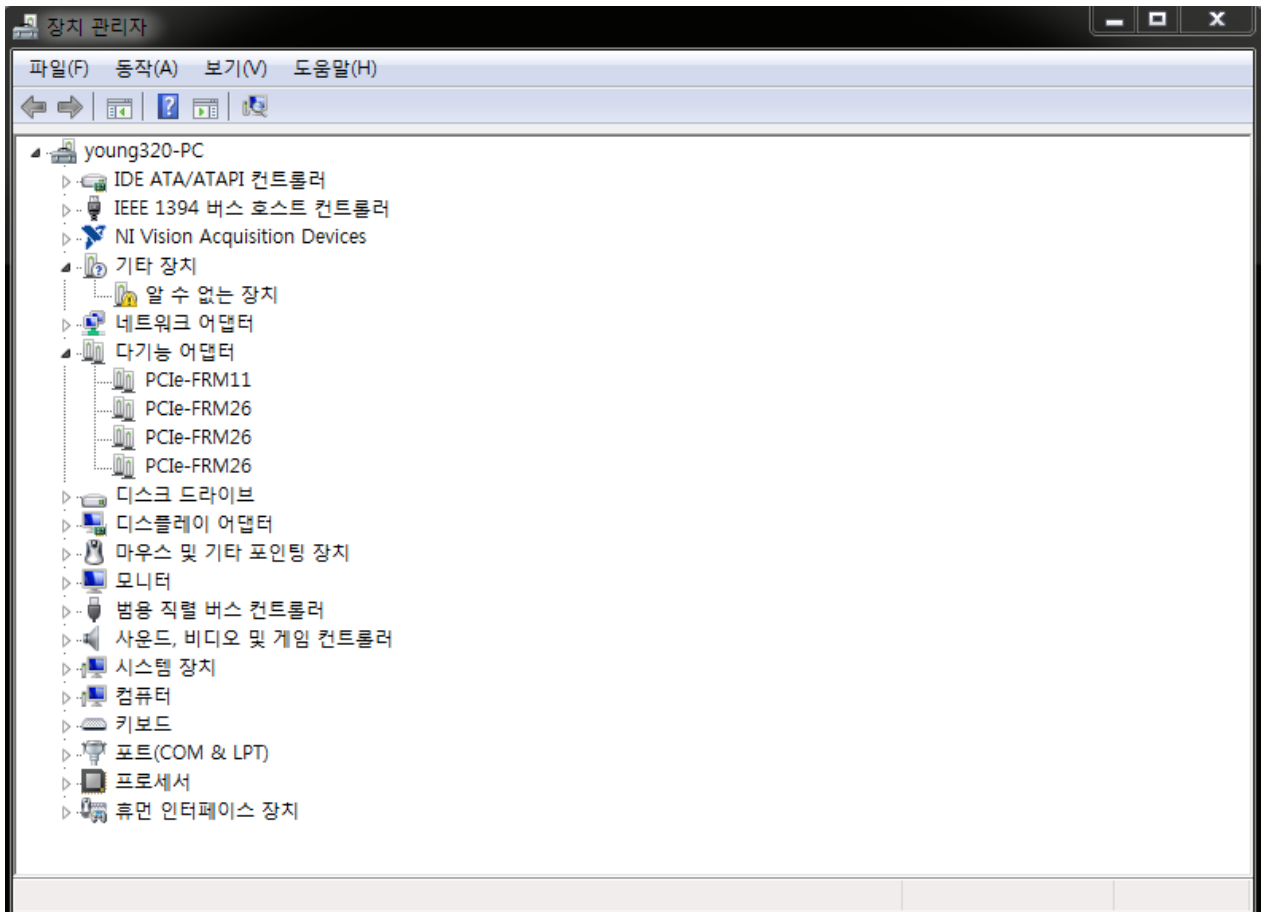 장치 관리자
파일(F) 동작(A) 보기(V) 도움말(H)
young320-PC
IDE ATA/ATAPI 컨트롤러
IEEE 1394 버스 호스트 컨트롤러
NI Vision Acquisition Devices
기타 장치
알 수 없는 장치
네트워크 어댑터
다기능 어댑터
PCIe-FRM11
PCIe-FRM26
PCIe-FRM26
PCIe-FRM26
디스크 드라이브
디스플레이 어댑터
마우스 및 기타 포인팅 장치
모니터
범용 직렬 버스 컨트롤러
사운드, 비디오 및 게임 컨트롤러
시스템 장치
컴퓨터
키보드
포트(COM & LPT)
프로세서
휴먼 인터페이스 장치